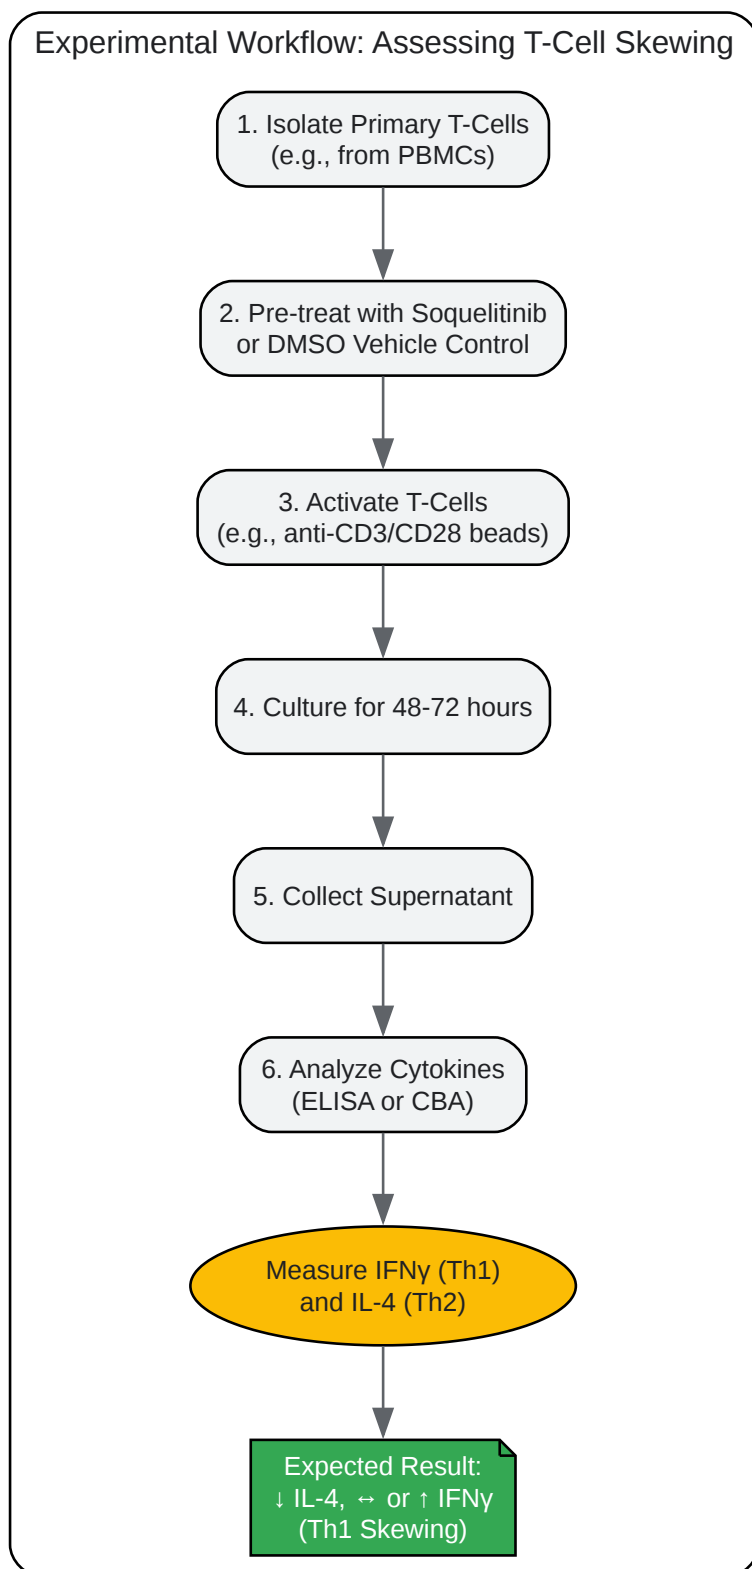 Experimental Workflow: Assessing T-Cell Skewing
1. Isolate Primary T-Cells
(e.g., from PBMCs)
2. Pre-treat with Soquelitinib
or DMSO Vehicle Control
3. Activate T-Cells
(e.g., anti-CD3/CD28 beads)
4. Culture for 48-72 hours
5. Collect Supernatant
6. Analyze Cytokines
(ELISA or CBA)
Measure IFNγ (Th1)
and IL-4 (Th2)
Expected Result:
↓ IL-4, ↔ or ↑ IFNγ
(Th1 Skewing)